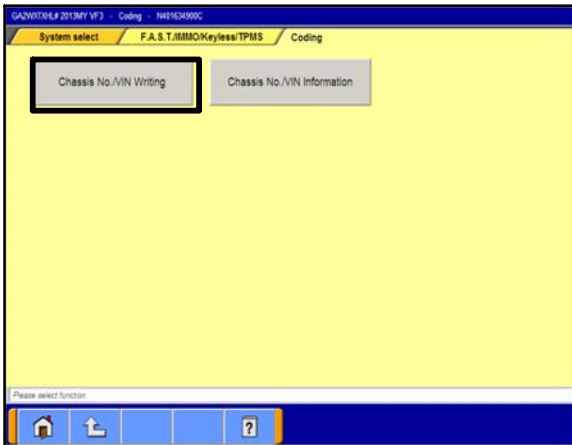 GA2WXTXHL# 2013MY VF3 - Coding - N401634900C
System select F.A.S.T./IMMO/Keyless/TPMS Coding
Chassis No./VIN Writing Chassis No./VIN Information
Please select function
?